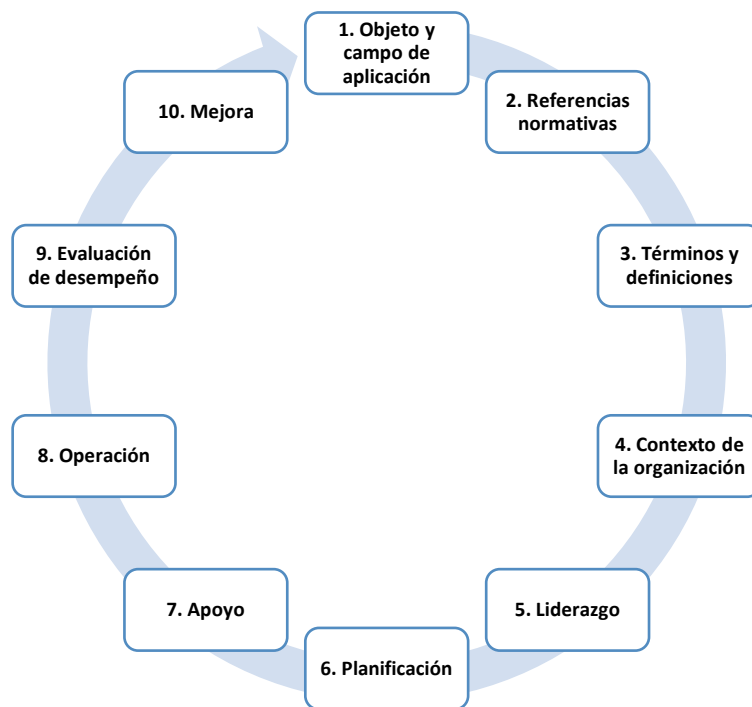 1. Objeto y
campo de
aplicación
2. Referencias
normativas
3. Términos y
definiciones
4. Contexto de
la organización
5. Liderazgo
6. Planificación
7. Apoyo
8. Operación
9. Evaluación
de desempeño
10. Mejora